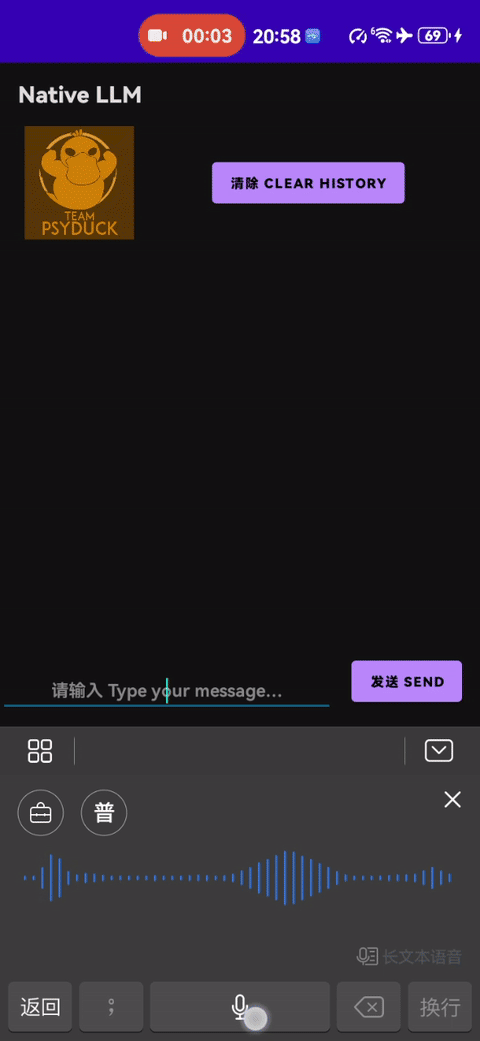 00:03 20:58 6 69
Native LLM
TEAM
PSYDUCK
清除 CLEAR HISTORY
请输入 Type your message...
发送 SEND
普
长文本语音
返回 ; 换行